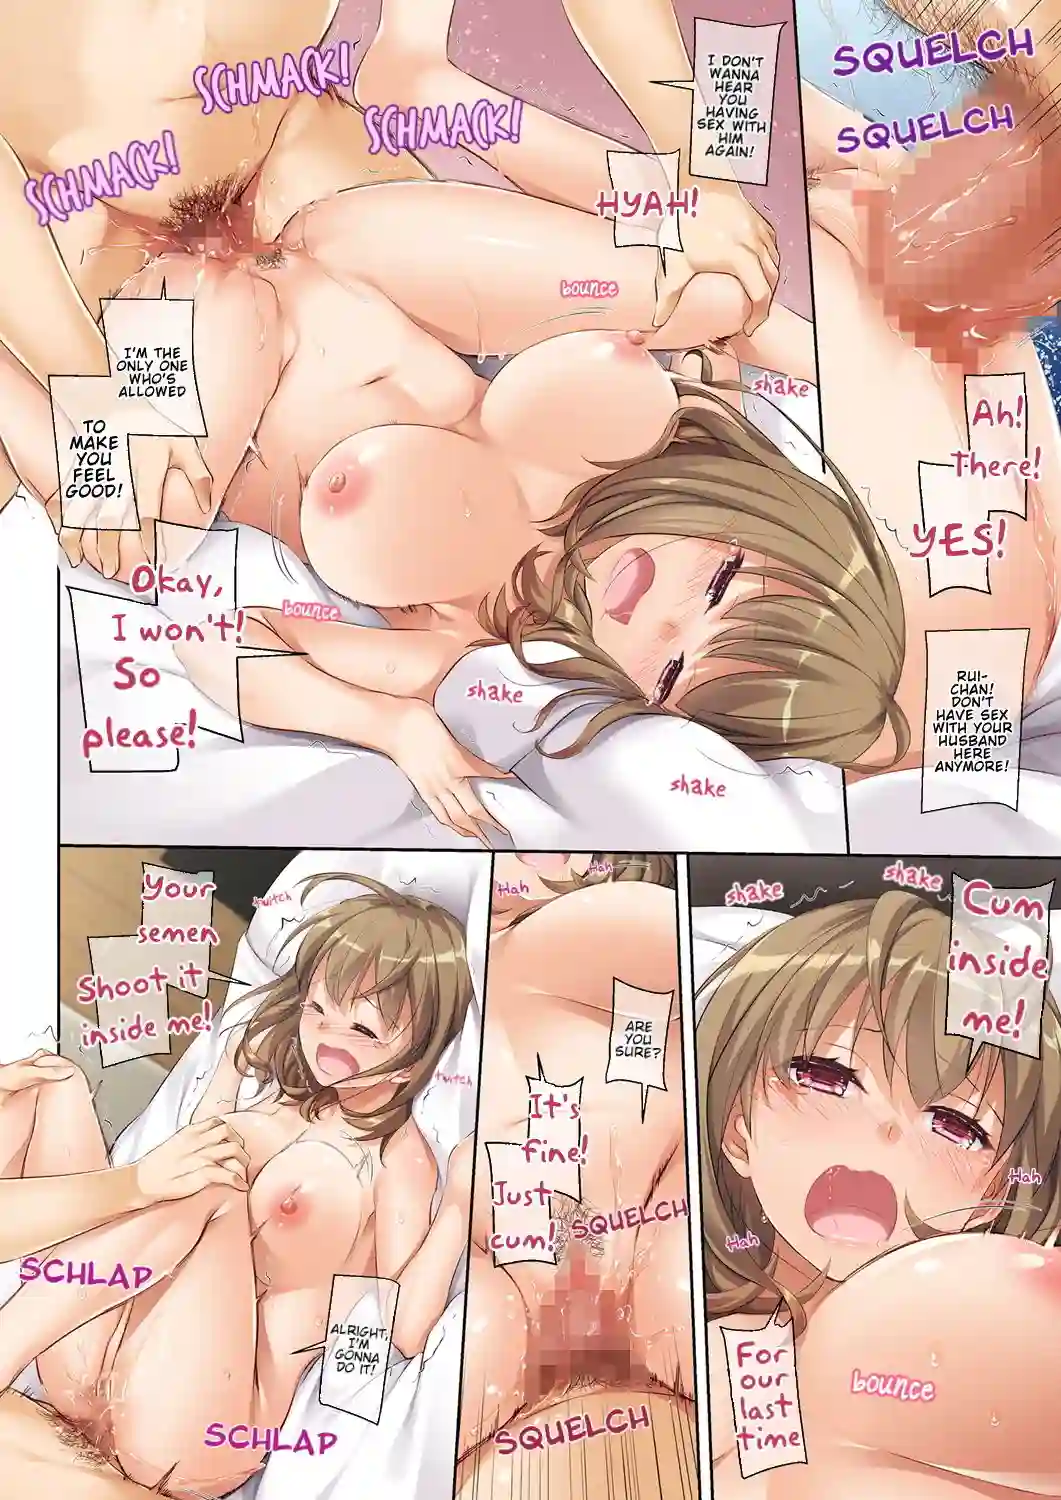 SQUELCH
SQUELCH
Ah!
There!
YES!
RUI-
CHAN!
DON'T
HAVE SEX
WITH YOUR
HUSBAND
HERE
ANYMORE!
I DON'T
WANNA
HEAR
YOU
HAVING
SEX WITH
HIM
AGAIN!
HYAH!
SCHMACK!
SCHMACK!
SCHMACK!
SCHMACK!
bounce
shake
I'M THE
ONLY ONE
WHO'S
ALLOWED
TO
MAKE
YOU
FEEL
GOOD!
Okay,
I won't!
So
please!
bounce
shake
shake
shake
shake
Cum
inside
me!
Hah
Hah
For
our
last
time
bounce
Hah
Hah
ARE
YOU
SURE?
It's
fine!
Just
cum!
SQUELCH
SQUELCH
Your
semen
Shoot it
inside me!
twitch
twitch
SCHLAP
ALRIGHT,
I'M
GONNA
DO IT!
SCHLAP